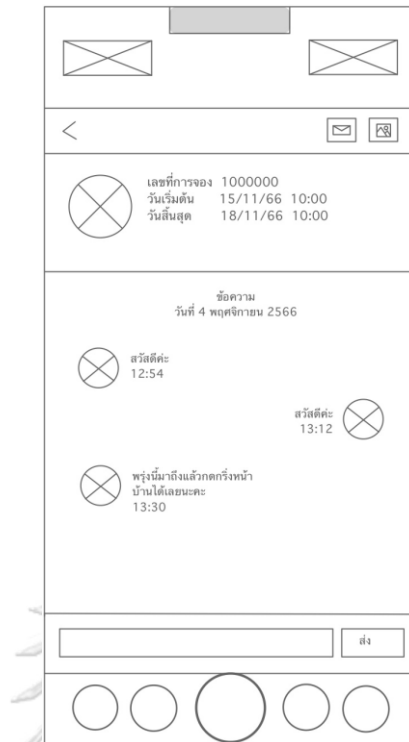 เลขที่การจอง 1000000
วันเริ่มต้น 15/11/66 10:00
วันสิ้นสุด 18/11/66 10:00
ข้อความ
วันที่ 4 พฤศจิกายน 2566
สวัสดีค่ะ
12:54
สวัสดีค่ะ
13:12
พรุ่งนี้มาถึงแล้วกดกริ่งหน้า
บ้านได้เลยนะคะ
13:30
ส่ง